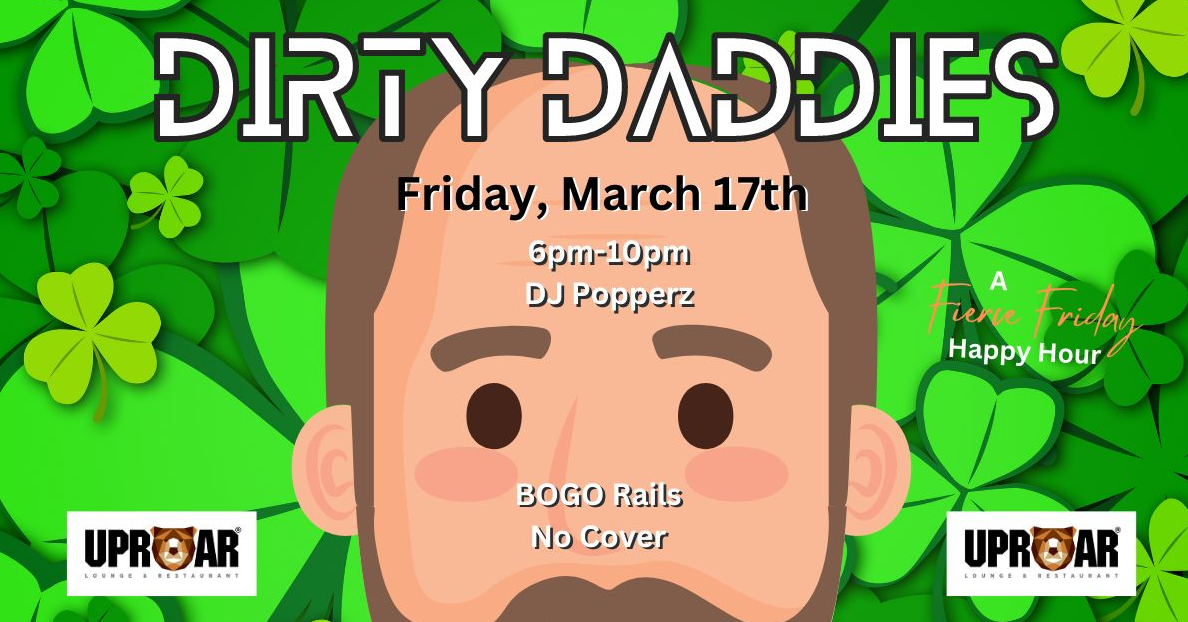 DIRTY DADDIES
Friday, March 17th
6pm-10pm
DJ Popperz
A
Fierce Friday
Happy Hour
BOGO Rails
No Cover
UPROAR®
LOUNGE & RESTAURANT
UPROAR®
LOUNGE & RESTAURANT